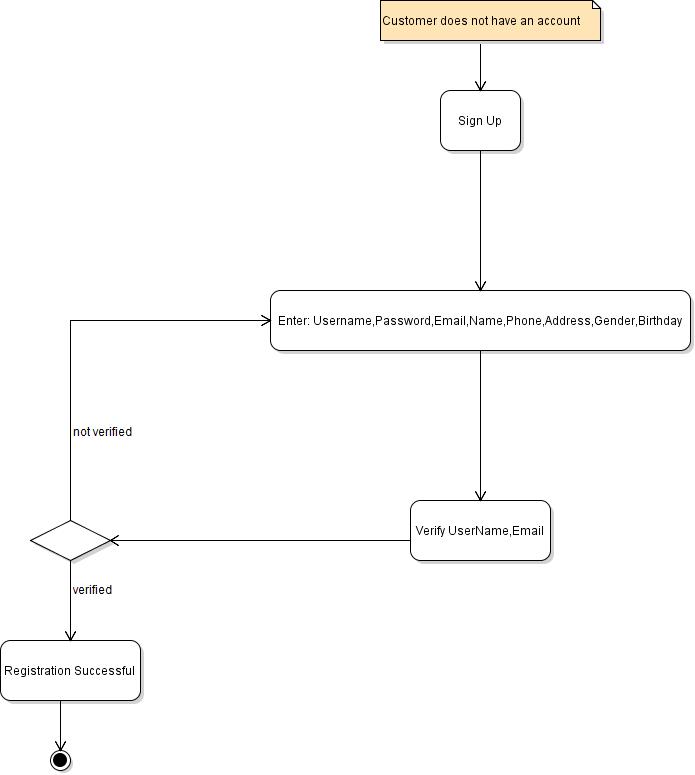 Customer does not have an account
Sign Up
Enter: Username,Password,Email,Name,Phone,Address,Gender,Birthday
not verified
Verify UserName,Email
verified
Registration Successful